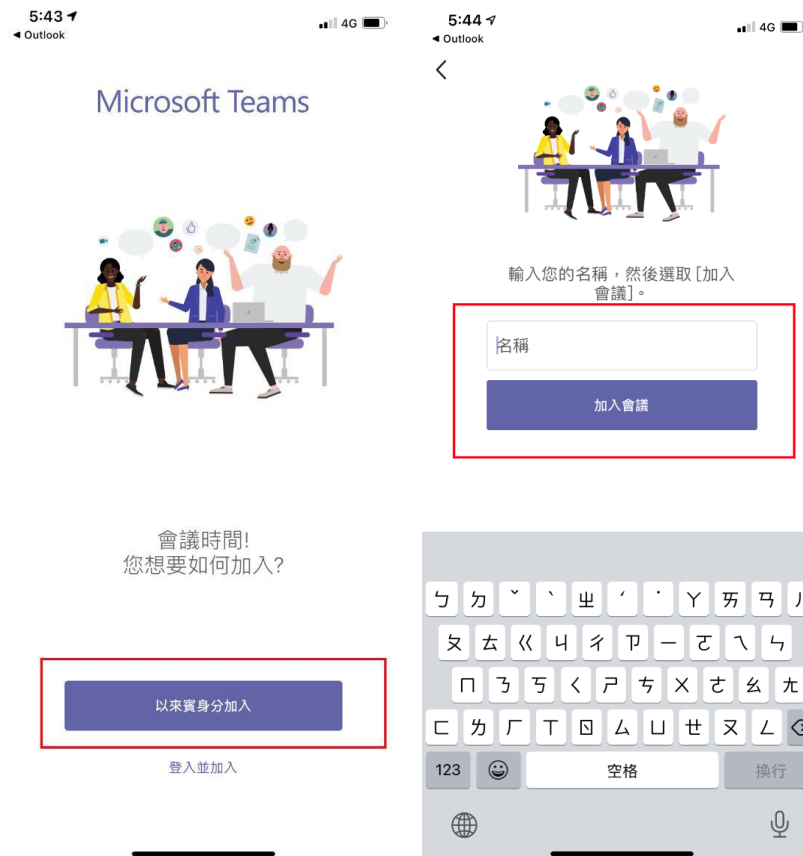 5:43
4G
◀ Outlook
Microsoft Teams
會議時間!
您想要如何加入?
以來賓身分加入
登入並加入
5:44
4G
◀ Outlook
輸入您的名稱，然後選取 [加入
會議]。
名稱
加入會議
ㄅ ㄉ ˇ ˋ ㄓ ˊ ˙ ㄚ ㄞ ㄢ ㄦ
ㄆ ㄊ ㄍ ㄐ ㄔ ㄗ ㄧ ㄛ ㄟ ㄣ
ㄇ ㄋ ㄎ ㄑ ㄕ ㄘ ㄨ ㄜ ㄠ ㄤ
ㄈ ㄌ ㄏ ㄒ ㄖ ㄙ ㄩ ㄝ ㄡ ㄥ
123 空格 換行